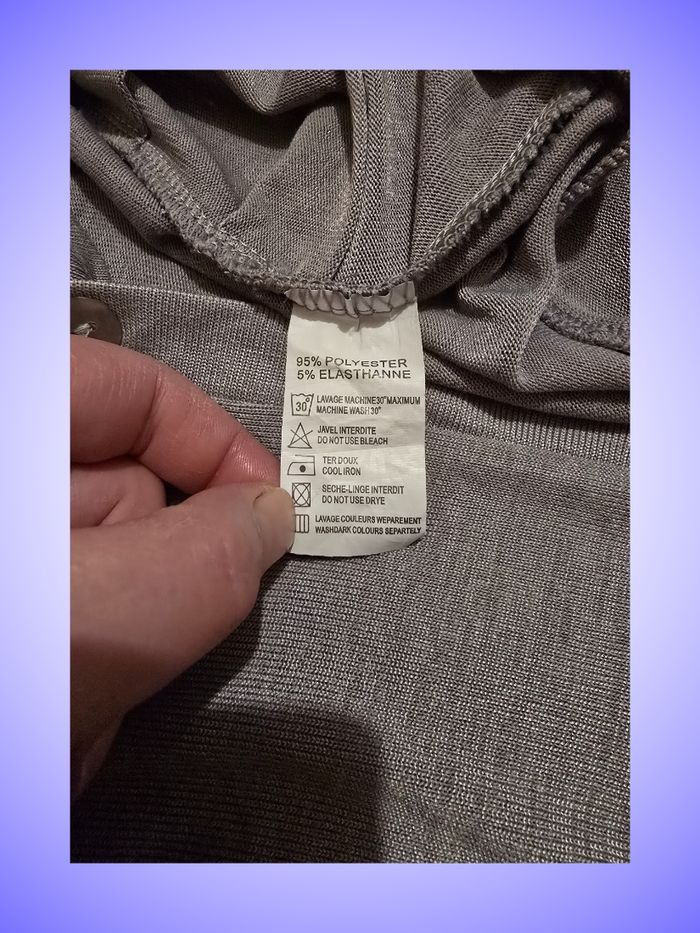 95% POLYESTER
5% ELASTHANNE
30°
LAVAGE MACHINE30°MAXIMUM
MACHINE WASH 30°
JAVEL INTERDITE
DO NOT USE BLEACH
TER DOUX
COOL IRON
SECHE-LINGE INTERDIT
DO NOT USE DRYE
LAVAGE COULEURS WEPAREMENT
WASHDARK COLOURS SEPARTELY